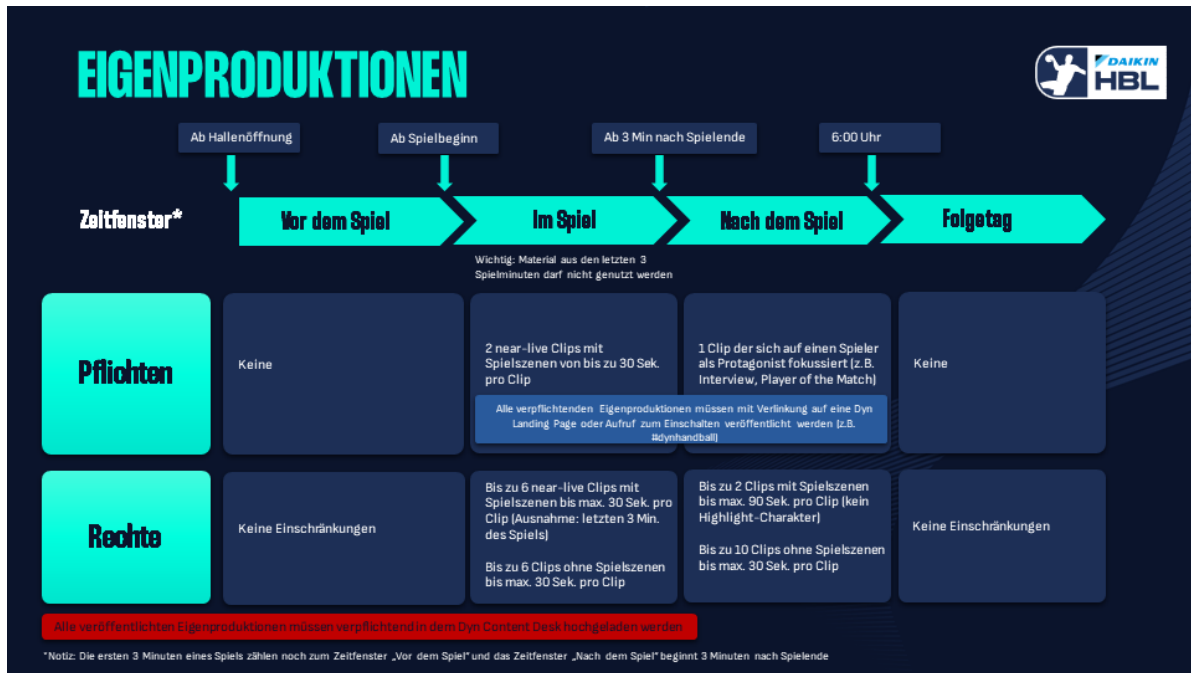 EIGENPRODUKTIONEN
DAIKIN
HBL
Ab Hallenöffnung
Ab Spielbeginn
Ab 3 Min nach Spielende
6:00 Uhr
Zeitfenster*
Vor dem Spiel
Im Spiel
Nach dem Spiel
Folgetag
Wichtig: Material aus den letzten 3
Spielminuten darf nicht genutzt werden
Pflichten
Keine
2 near-live Clips mit
Spielszenen von bis zu 30 Sek.
pro Clip
1 Clip der sich auf einen Spieler
als Protagonist fokussiert (z.B.
Interview, Player of the Match)
Keine
Alle verpflichtenden Eigenproduktionen müssen mit Verlinkung auf eine Dyn
Landing Page oder Aufruf zum Einschalten veröffentlicht werden (z.B.
#dynhandball)
Rechte
Keine Einschränkungen
Bis zu 6 near-live Clips mit
Spielszenen bis max. 30 Sek. pro
Clip (Ausnahme: letzten 3 Min.
des Spiels)
Bis zu 6 Clips ohne Spielszenen
bis max. 30 Sek. pro Clip
Bis zu 2 Clips mit Spielszenen
bis max. 90 Sek. pro Clip (kein
Highlight-Charakter)
Bis zu 10 Clips ohne Spielszenen
bis max. 30 Sek. pro Clip
Keine Einschränkungen
Alle veröffentlichten Eigenproduktionen müssen verpflichtend in dem Dyn Content Desk hochgeladen werden
*Notiz: Die ersten 3 Minuten eines Spiels zählen noch zum Zeitfenster „Vor dem Spiel" und das Zeitfenster „Nach dem Spiel" beginnt 3 Minuten nach Spielende